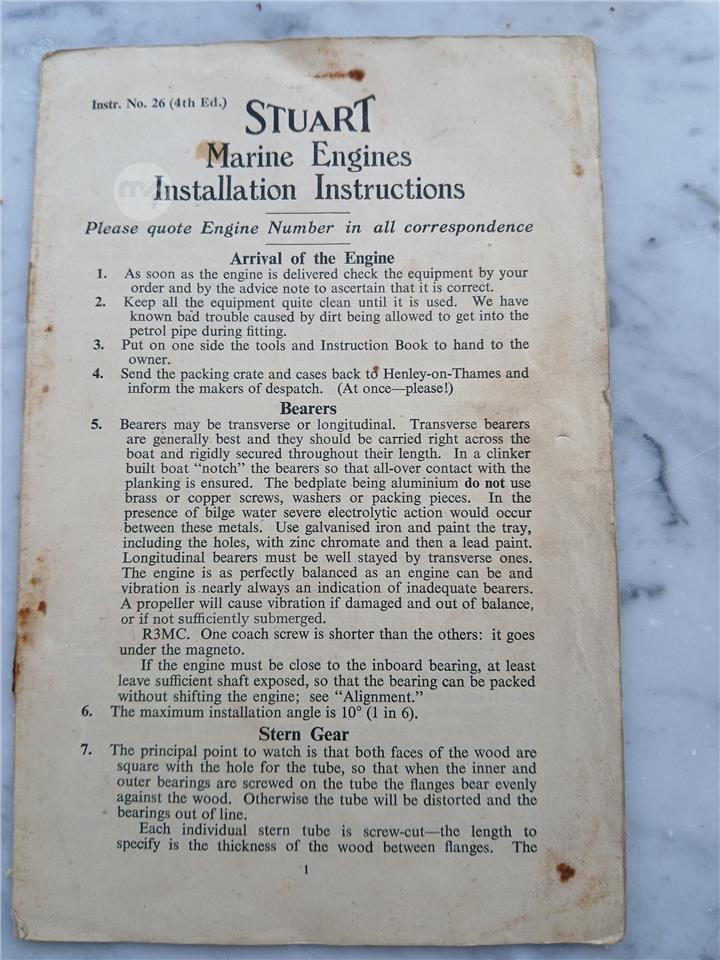 Instr. No. 26 (4th Ed.)
STUART
Marine Engines
Installation Instructions
Please quote Engine Number in all correspondence
Arrival of the Engine
1. As soon as the engine is delivered check the equipment by your
order and by the advice note to ascertain that it is correct.
2. Keep all the equipment quite clean until it is used. We have
known bad trouble caused by dirt being allowed to get into the
petrol pipe during fitting.
3. Put on one side the tools and Instruction Book to hand to the
owner.
4. Send the packing crate and cases back to Henley-on-Thames and
inform the makers of despatch. (At once—please!)
Bearers
5. Bearers may be transverse or longitudinal. Transverse bearers
are generally best and they should be carried right across the
boat and rigidly secured throughout their length. In a clinker
built boat “notch” the bearers so that all-over contact with the
planking is ensured. The bedplate being aluminium do not use
brass or copper screws, washers or packing pieces. In the
presence of bilge water severe electrolytic action would occur
between these metals. Use galvanised iron and paint the tray,
including the holes, with zinc chromate and then a lead paint.
Longitudinal bearers must be well stayed by transverse ones.
The engine is as perfectly balanced as an engine can be and
vibration is nearly always an indication of inadequate bearers.
A propeller will cause vibration if damaged and out of balance,
or if not sufficiently submerged.
R3MC. One coach screw is shorter than the others: it goes
under the magneto.
If the engine must be close to the inboard bearing, at least
leave sufficient shaft exposed, so that the bearing can be packed
without shifting the engine; see “Alignment.”
6. The maximum installation angle is 10° (1 in 6).
Stern Gear
7. The principal point to watch is that both faces of the wood are
square with the hole for the tube, so that when the inner and
outer bearings are screwed on the tube the flanges bear evenly
against the wood. Otherwise the tube will be distorted and the
bearings out of line.
Each individual stern tube is screw-cut—the length to
specify is the thickness of the wood between flanges. The
1